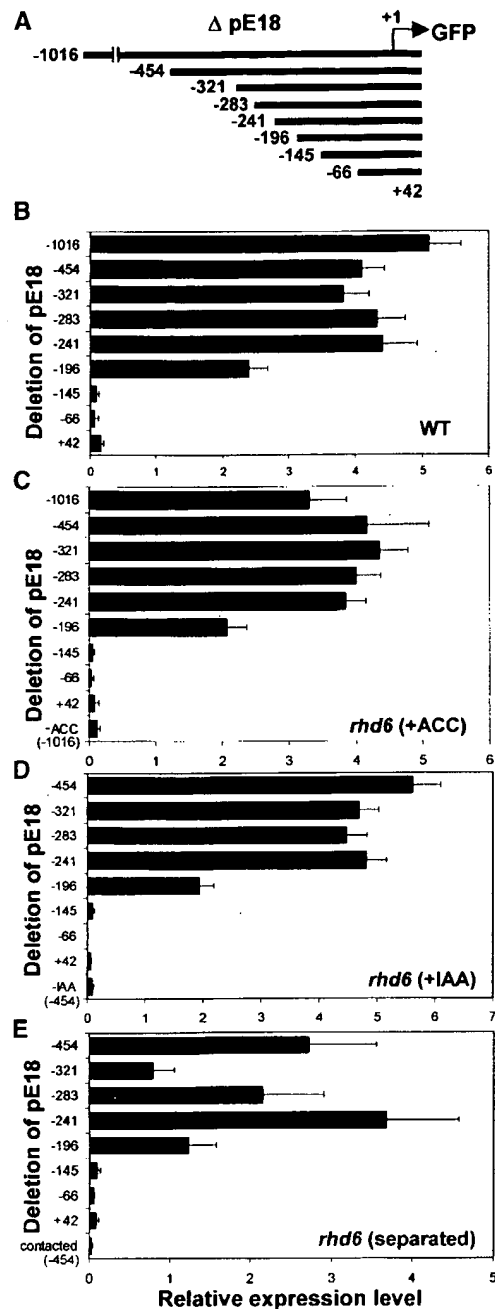 A
Δ pE18
+1
GFP
-1016
-454
-321
-283
-241
-196
-145
-66
+42
B
Deletion of pE18
-1016
-454
-321
-283
-241
-196
-145
-66
+42
WT
0 1 2 3 4 5 6
C
Deletion of pE18
-1016
-454
-321
-283
-241
-196
-145
-66
+42
-ACC
(-1016)
rhd6 (+ACC)
0 1 2 3 4 5 6
D
Deletion of pE18
-454
-321
-283
-241
-196
-145
-66
+42
-IAA
(-454)
rhd6 (+IAA)
0 1 2 3 4 5 6 7
E
Deletion of pE18
-454
-321
-283
-241
-196
-145
-66
+42
contacted
(-454)
rhd6 (separated)
0 1 2 3 4 5
Relative expression level